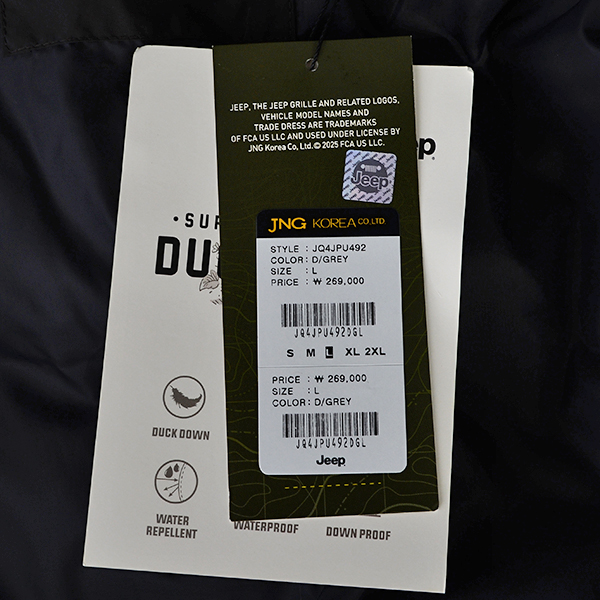 JEEP, THE JEEP GRILLE AND RELATED LOGOS,
VEHICLE MODEL NAMES AND
TRADE DRESS ARE TRADEMARKS
OF FCA US LLC AND USED UNDER LICENSE BY
JNG Korea Co, Ltd. © 2025 FCA US LLC.
Jeep
JNG KOREA CO.,LTD.
STYLE : JQ4JPU492
COLOR: D/GREY
SIZE : L
PRICE : ₩ 269,000
JQ4JPU492DGL
S M L XL 2XL
PRICE : ₩ 269,000
SIZE : L
COLOR: D/GREY
JQ4JPU492DGL
Jeep
DUCK DOWN
WATER
REPELLENT
WATERPROOF
DOWN PROOF